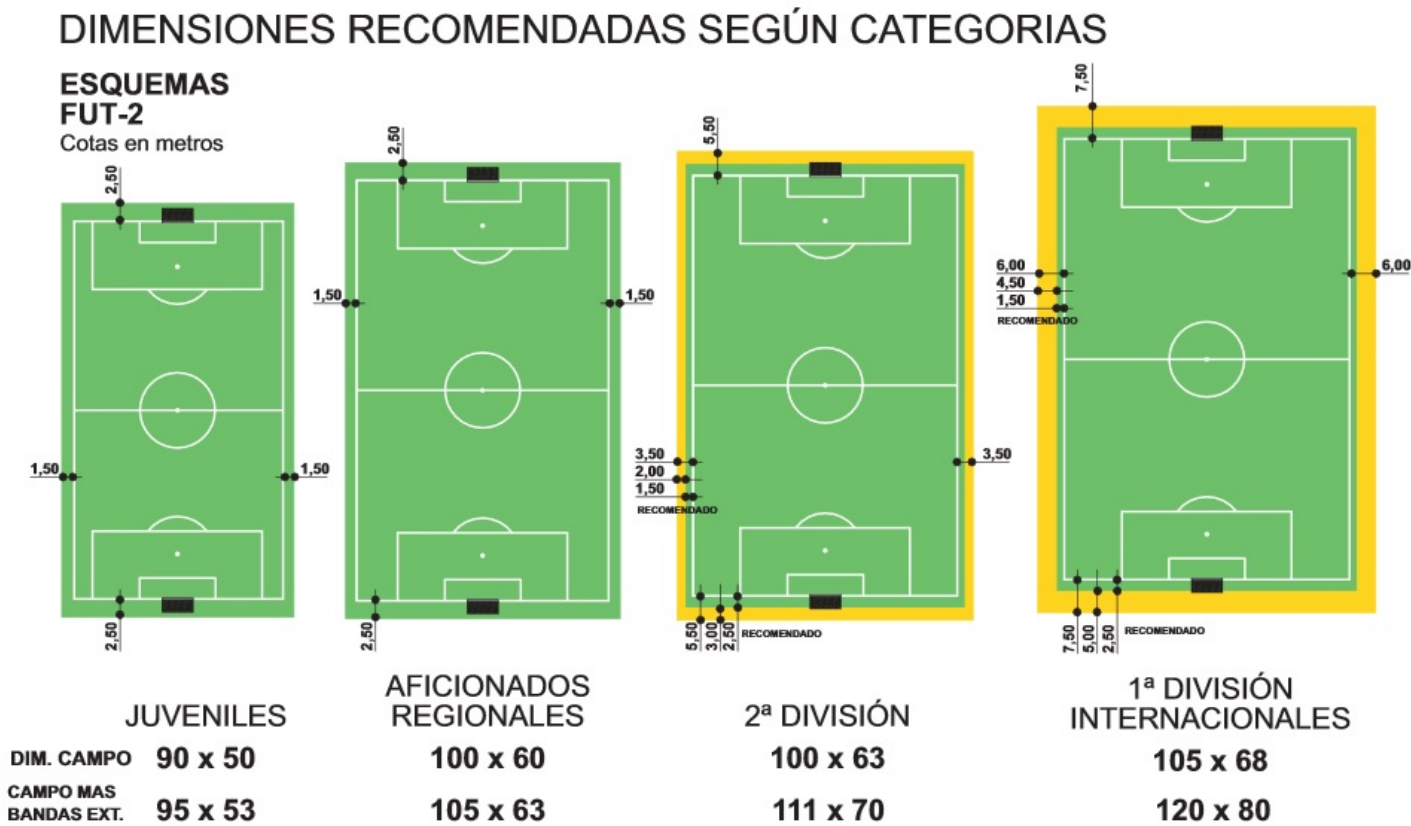 DIMENSIONES RECOMENDADAS SEGÚN CATEGORIAS
ESQUEMAS
FUT-2
Cotas en metros
2,50
1,50
1,50
2,50
2,50
1,50
1,50
2,50
5,50
3,50
2,00
1,50
RECOMENDADO
3,50
5,50
3,00
2,50
RECOMENDADO
7,50
6,00
4,50
1,50
RECOMENDADO
6,00
7,50
5,00
2,50
RECOMENDADO
JUVENILES
AFICIONADOS
REGIONALES
2ª DIVISIÓN
1ª DIVISIÓN
INTERNACIONALES
DIM. CAMPO 90 x 50 100 x 60 100 x 63 105 x 68
CAMPO MAS
BANDAS EXT. 95 x 53 105 x 63 111 x 70 120 x 80